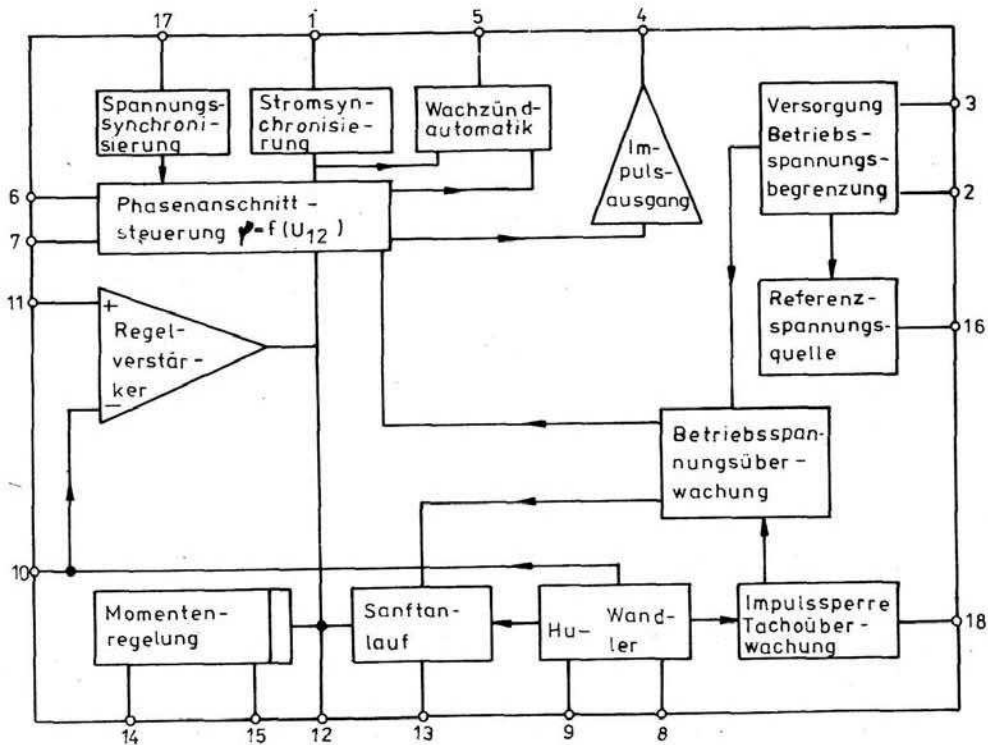 17
1
5
4
Spannungs-
synchroni-
sierung
Stromsyn-
chronisie-
rung
Wachzünd-
automatik
Im-
puls-
ausgang
Versorgung
Betriebs-
spannungs-
begrenzung
3
2
6
7
Phasenanschnitt-
steuerung φ=f(U12)
11
+
Regel-
verstär-
ker
−
Referenz-
spannungs-
quelle
16
Betriebsspan-
nungsüber-
wachung
10
Momenten-
regelung
Sanftan-
lauf
Hu-
Wand-
ler
Impulssperre
Tachoüber-
wachung
18
14
15
12
13
9
8